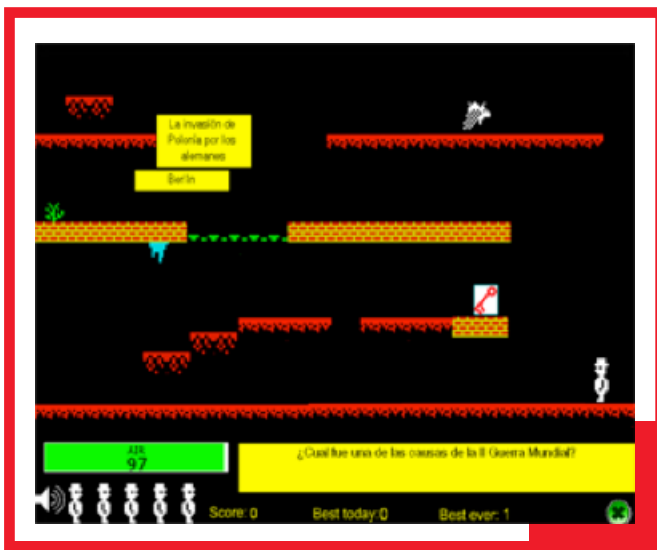 La invasión de
Polonia por los
alemanes
Berlín
¿Cual fue una de las causas de la II Guerra Mundial?
AIR
97
Score: 0
Best today:0
Best ever: 1